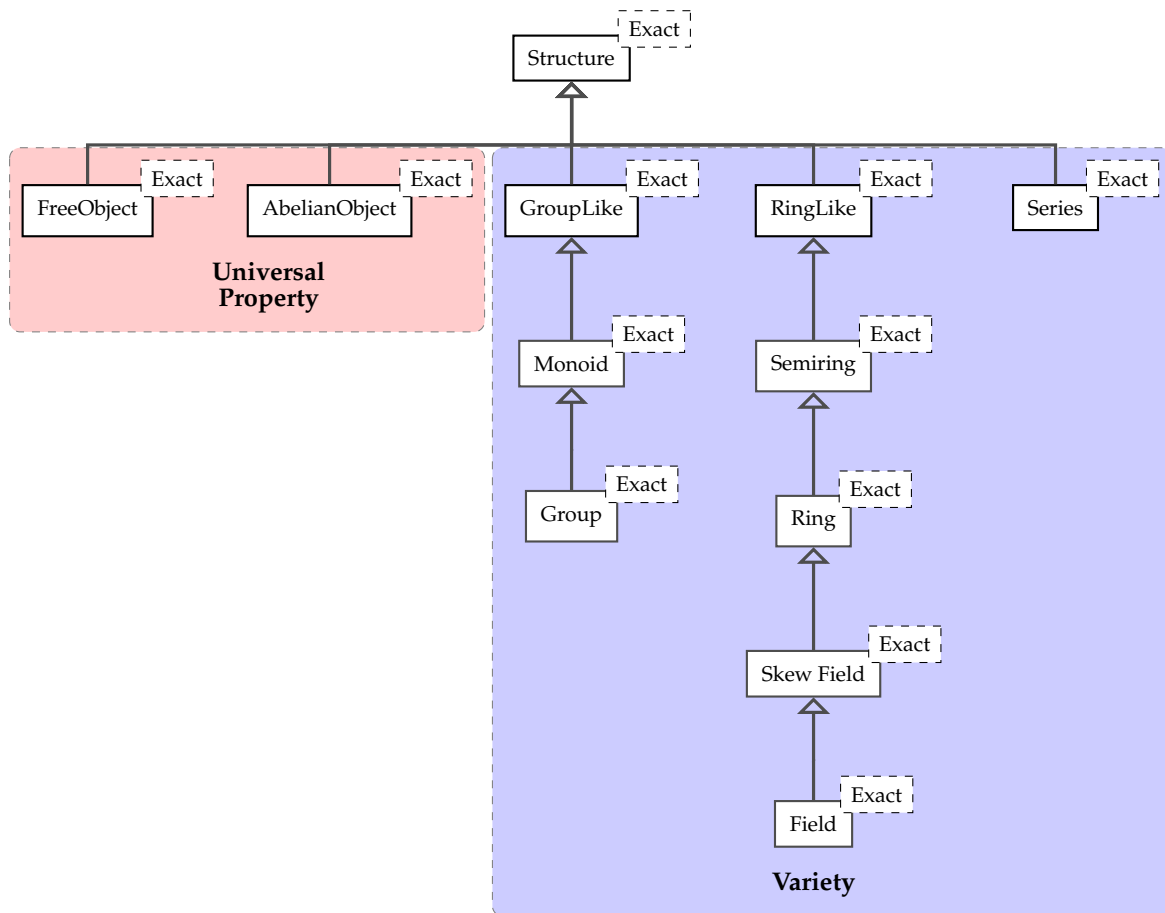 Exact
Structure
Exact
Exact
Exact
Exact
Exact
FreeObject
AbelianObject
GroupLike
RingLike
Series
Universal
Property
Exact
Exact
Monoid
Semiring
Exact
Exact
Group
Ring
Exact
Skew Field
Exact
Field
Variety